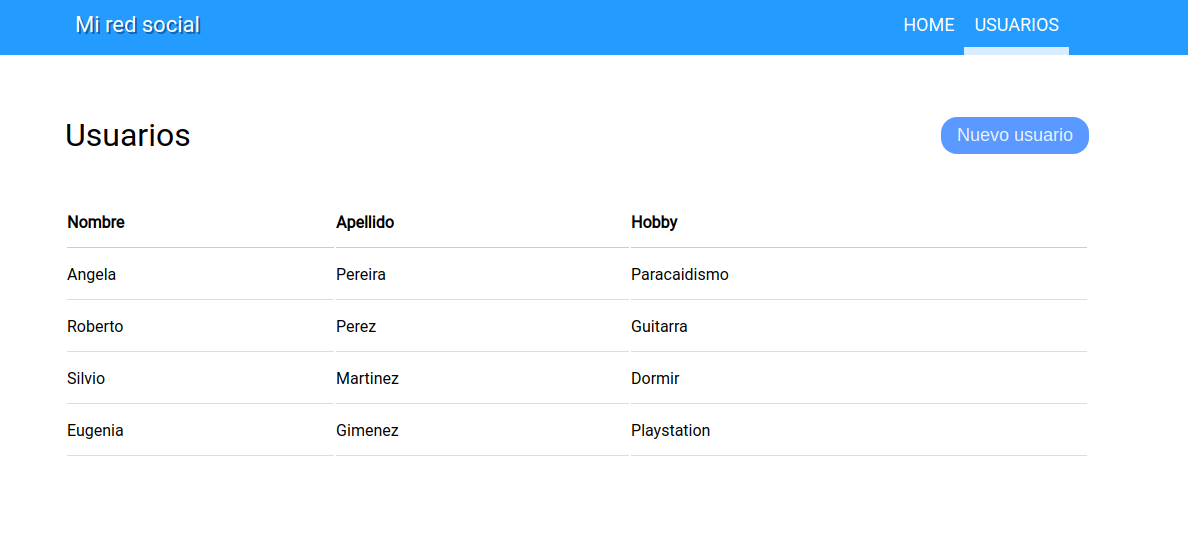 Mi red social HOME USUARIOS
Usuarios Nuevo usuario
Nombre Apellido Hobby
Angela Pereira Paracaidismo
Roberto Perez Guitarra
Silvio Martinez Dormir
Eugenia Gimenez Playstation